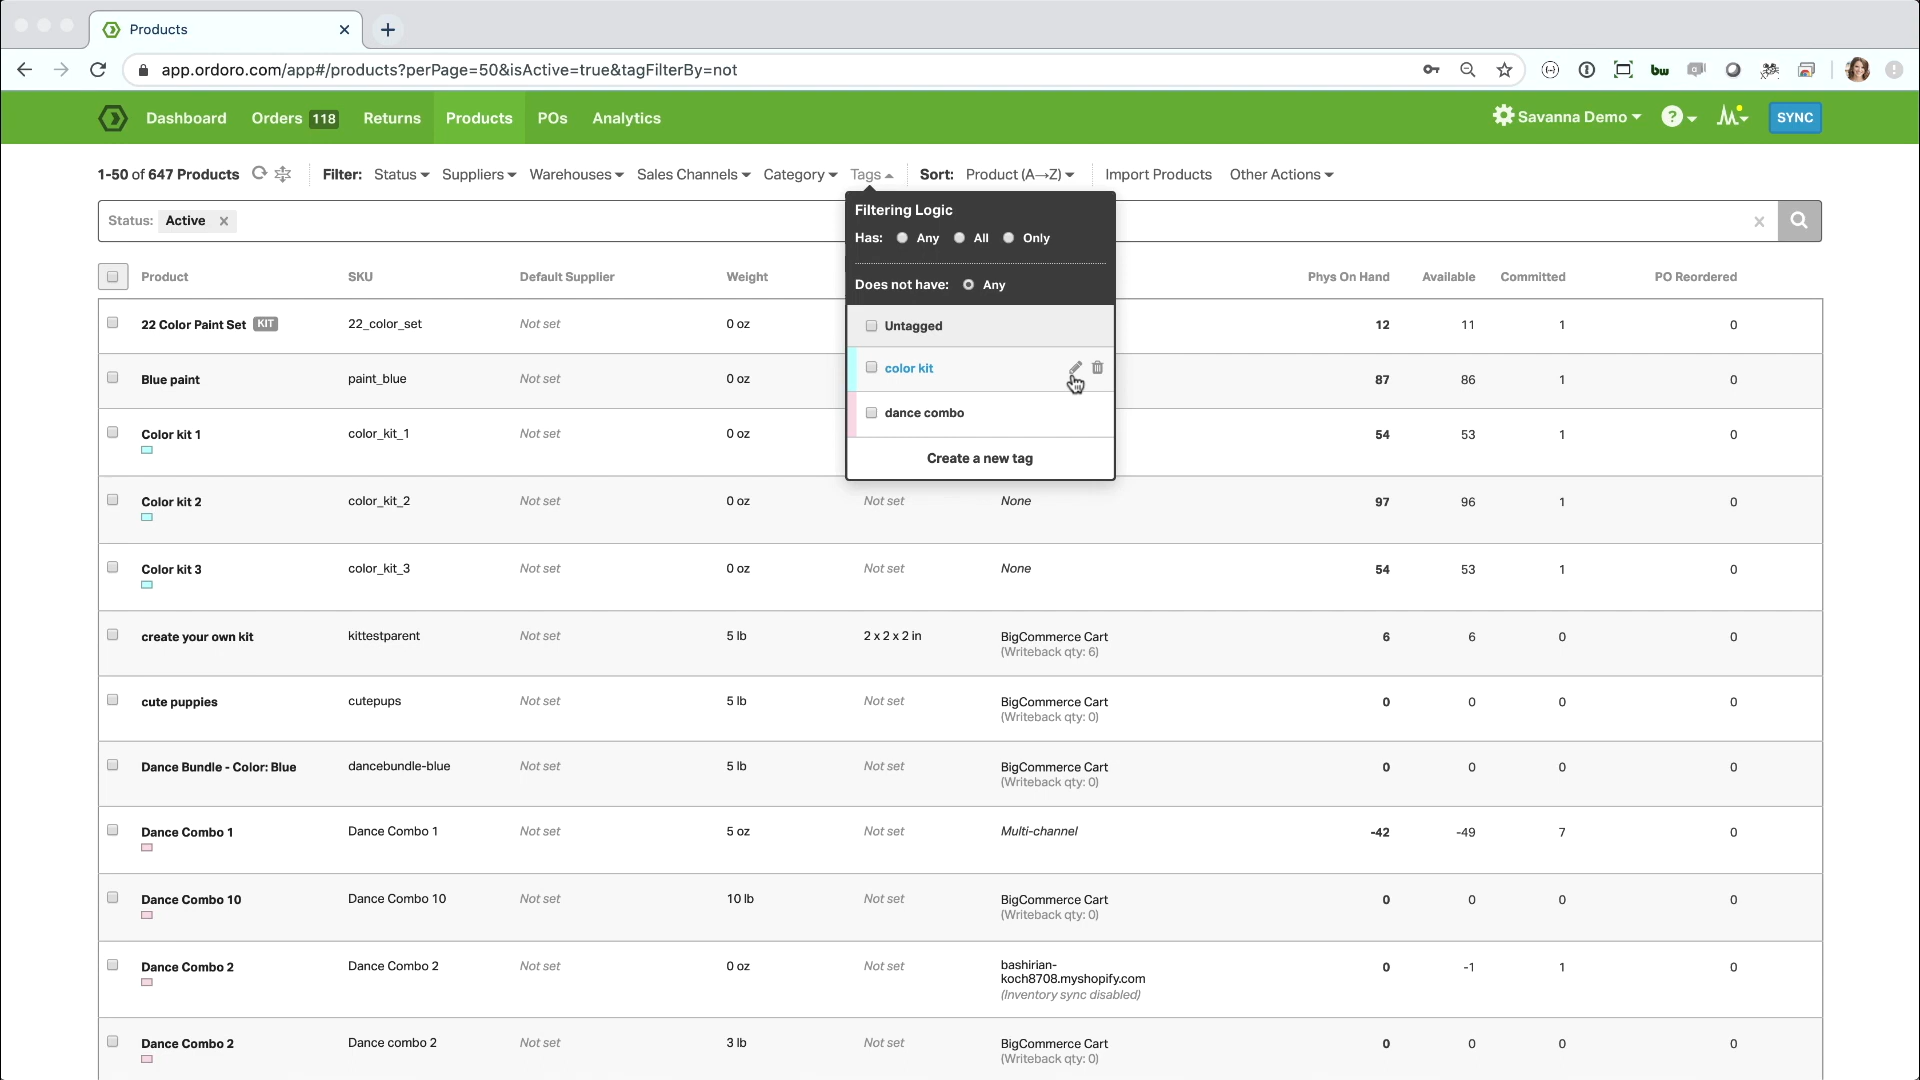 Products
app.ordoro.com/app#/products?perPage=50&isActive=true&tagFilterBy=not
bw
Dashboard Orders 118 Returns Products POs Analytics Savanna Demo ? SYNC
1-50 of 647 Products Filter: Status Suppliers Warehouses Sales Channels Category Tags Sort: Product (A→Z) Import Products Other Actions
Status: Active
Filtering Logic
Has: Any All Only
Does not have: Any
Untagged
color kit
dance combo
Create a new tag
Product SKU Default Supplier Weight Phys On Hand Available Committed PO Reordered
22 Color Paint Set KIT 22_color_set Not set 0 oz 12 11 1 0
Blue paint paint_blue Not set 0 oz 87 86 1 0
Color kit 1 color_kit_1 Not set 0 oz 54 53 1 0
Color kit 2 color_kit_2 Not set 0 oz Not set None 97 96 1 0
Color kit 3 color_kit_3 Not set 0 oz Not set None 54 53 1 0
create your own kit kittestparent Not set 5 lb 2 x 2 x 2 in BigCommerce Cart 6 6 0 0
(Writeback qty: 6)
cute puppies cutepups Not set 5 lb Not set BigCommerce Cart 0 0 0 0
(Writeback qty: 0)
Dance Bundle - Color: Blue dancebundle-blue Not set 5 lb Not set BigCommerce Cart 0 0 0 0
(Writeback qty: 0)
Dance Combo 1 Dance Combo 1 Not set 5 oz Not set Multi-channel -42 -49 7 0
Dance Combo 10 Dance Combo 10 Not set 10 lb Not set BigCommerce Cart 0 0 0 0
(Writeback qty: 0)
Dance Combo 2 Dance Combo 2 Not set 0 oz Not set bashirian- 0 -1 1 0
koch8708.myshopify.com
(Inventory sync disabled)
Dance Combo 2 Dance combo 2 Not set 3 lb Not set BigCommerce Cart 0 0 0 0
(Writeback qty: 0)